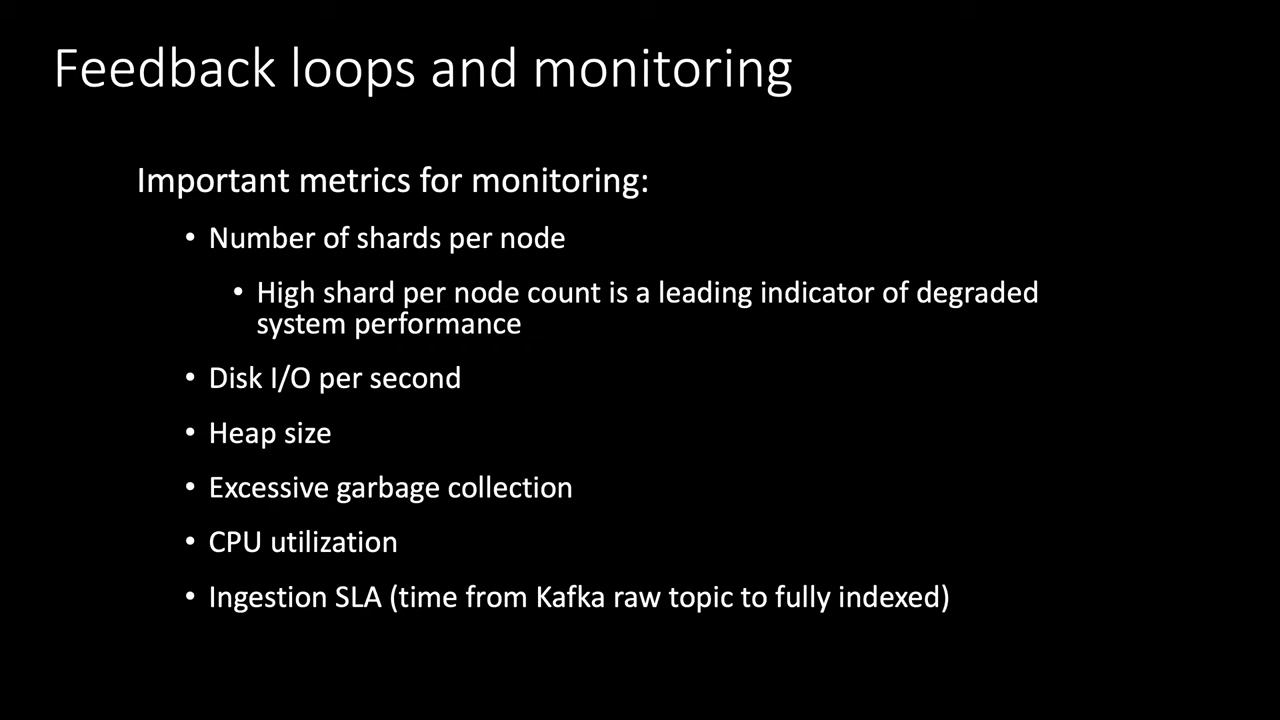 Feedback loops and monitoring
Important metrics for monitoring:
• Number of shards per node
• High shard per node count is a leading indicator of degraded
system performance
• Disk I/O per second
• Heap size
• Excessive garbage collection
• CPU utilization
• Ingestion SLA (time from Kafka raw topic to fully indexed)